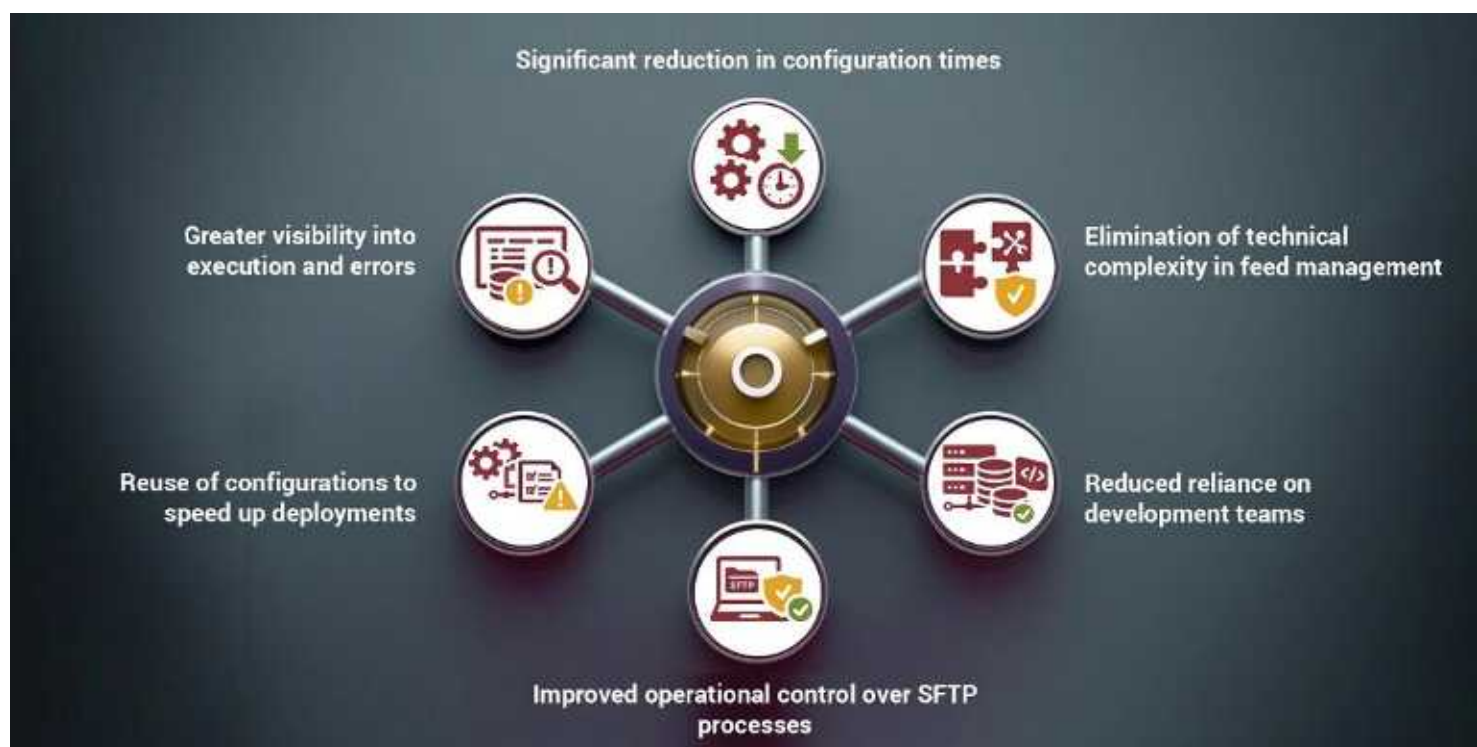 Significant reduction in configuration times
Greater visibility into
execution and errors
Elimination of technical
complexity in feed management
Reuse of configurations to
speed up deployments
Reduced reliance on
development teams
</>
SFTP
Improved operational control over SFTP
processes